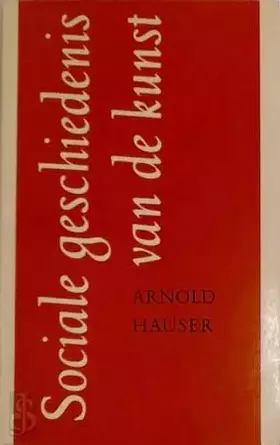 Sociale geschiedenis
van de kunst
ARNOLD
HAUSER